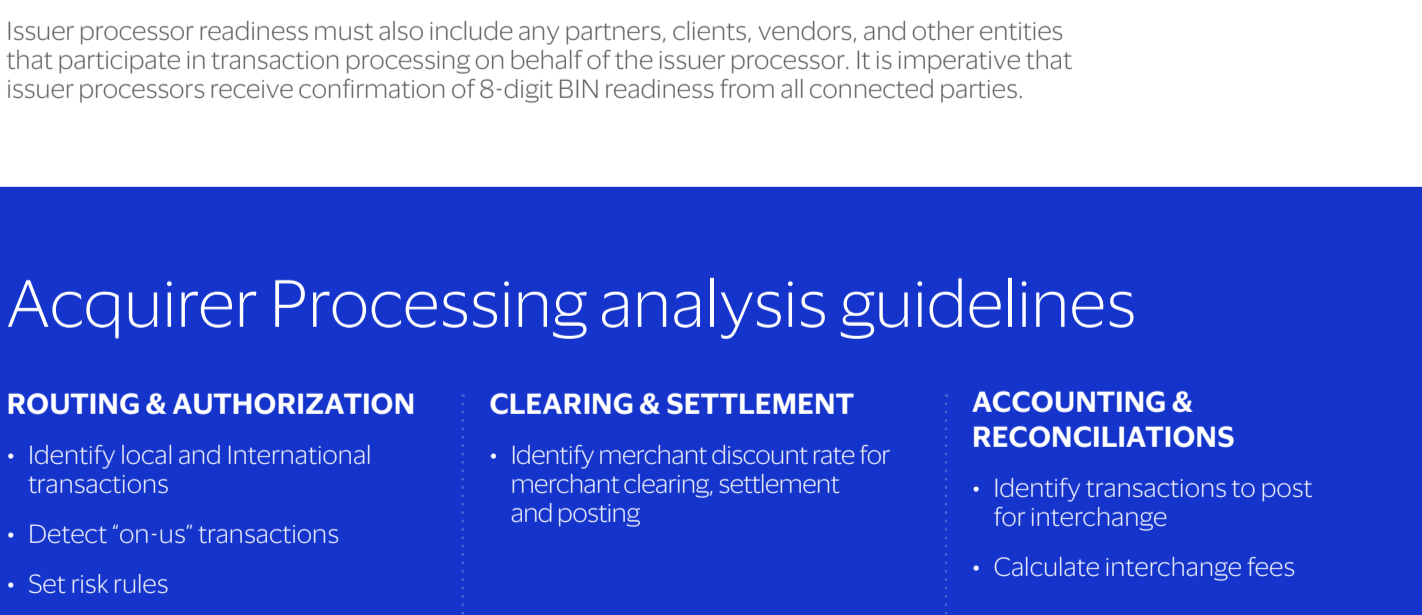 Issuer processor readiness must also include any partners, clients, vendors, and other entities
that participate in transaction processing on behalf of the issuer processor. It is imperative that
issuer processors receive confirmation of 8-digit BIN readiness from all connected parties.
Acquirer Processing analysis guidelines
ROUTING & AUTHORIZATION
• Identify local and International
transactions
• Detect “on-us” transactions
• Set risk rules
CLEARING & SETTLEMENT
• Identify merchant discount rate for
merchant clearing, settlement
and posting
ACCOUNTING &
RECONCILIATIONS
• Identify transactions to post
for interchange
• Calculate interchange fees